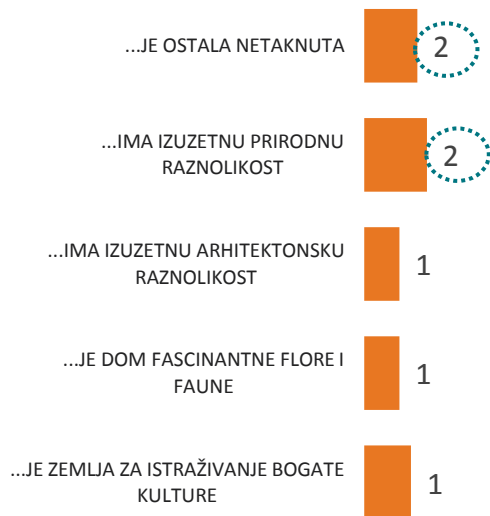 ...JE OSTALA NETAKNUTA
2
...IMA IZUZETNU PRIRODNU
RAZNOLIKOST
2
...IMA IZUZETNU ARHITEKTONSKU
RAZNOLIKOST
1
...JE DOM FASCINANTNE FLORE I
FAUNE
1
...JE ZEMLJA ZA ISTRAŽIVANJE BOGATE
KULTURE
1